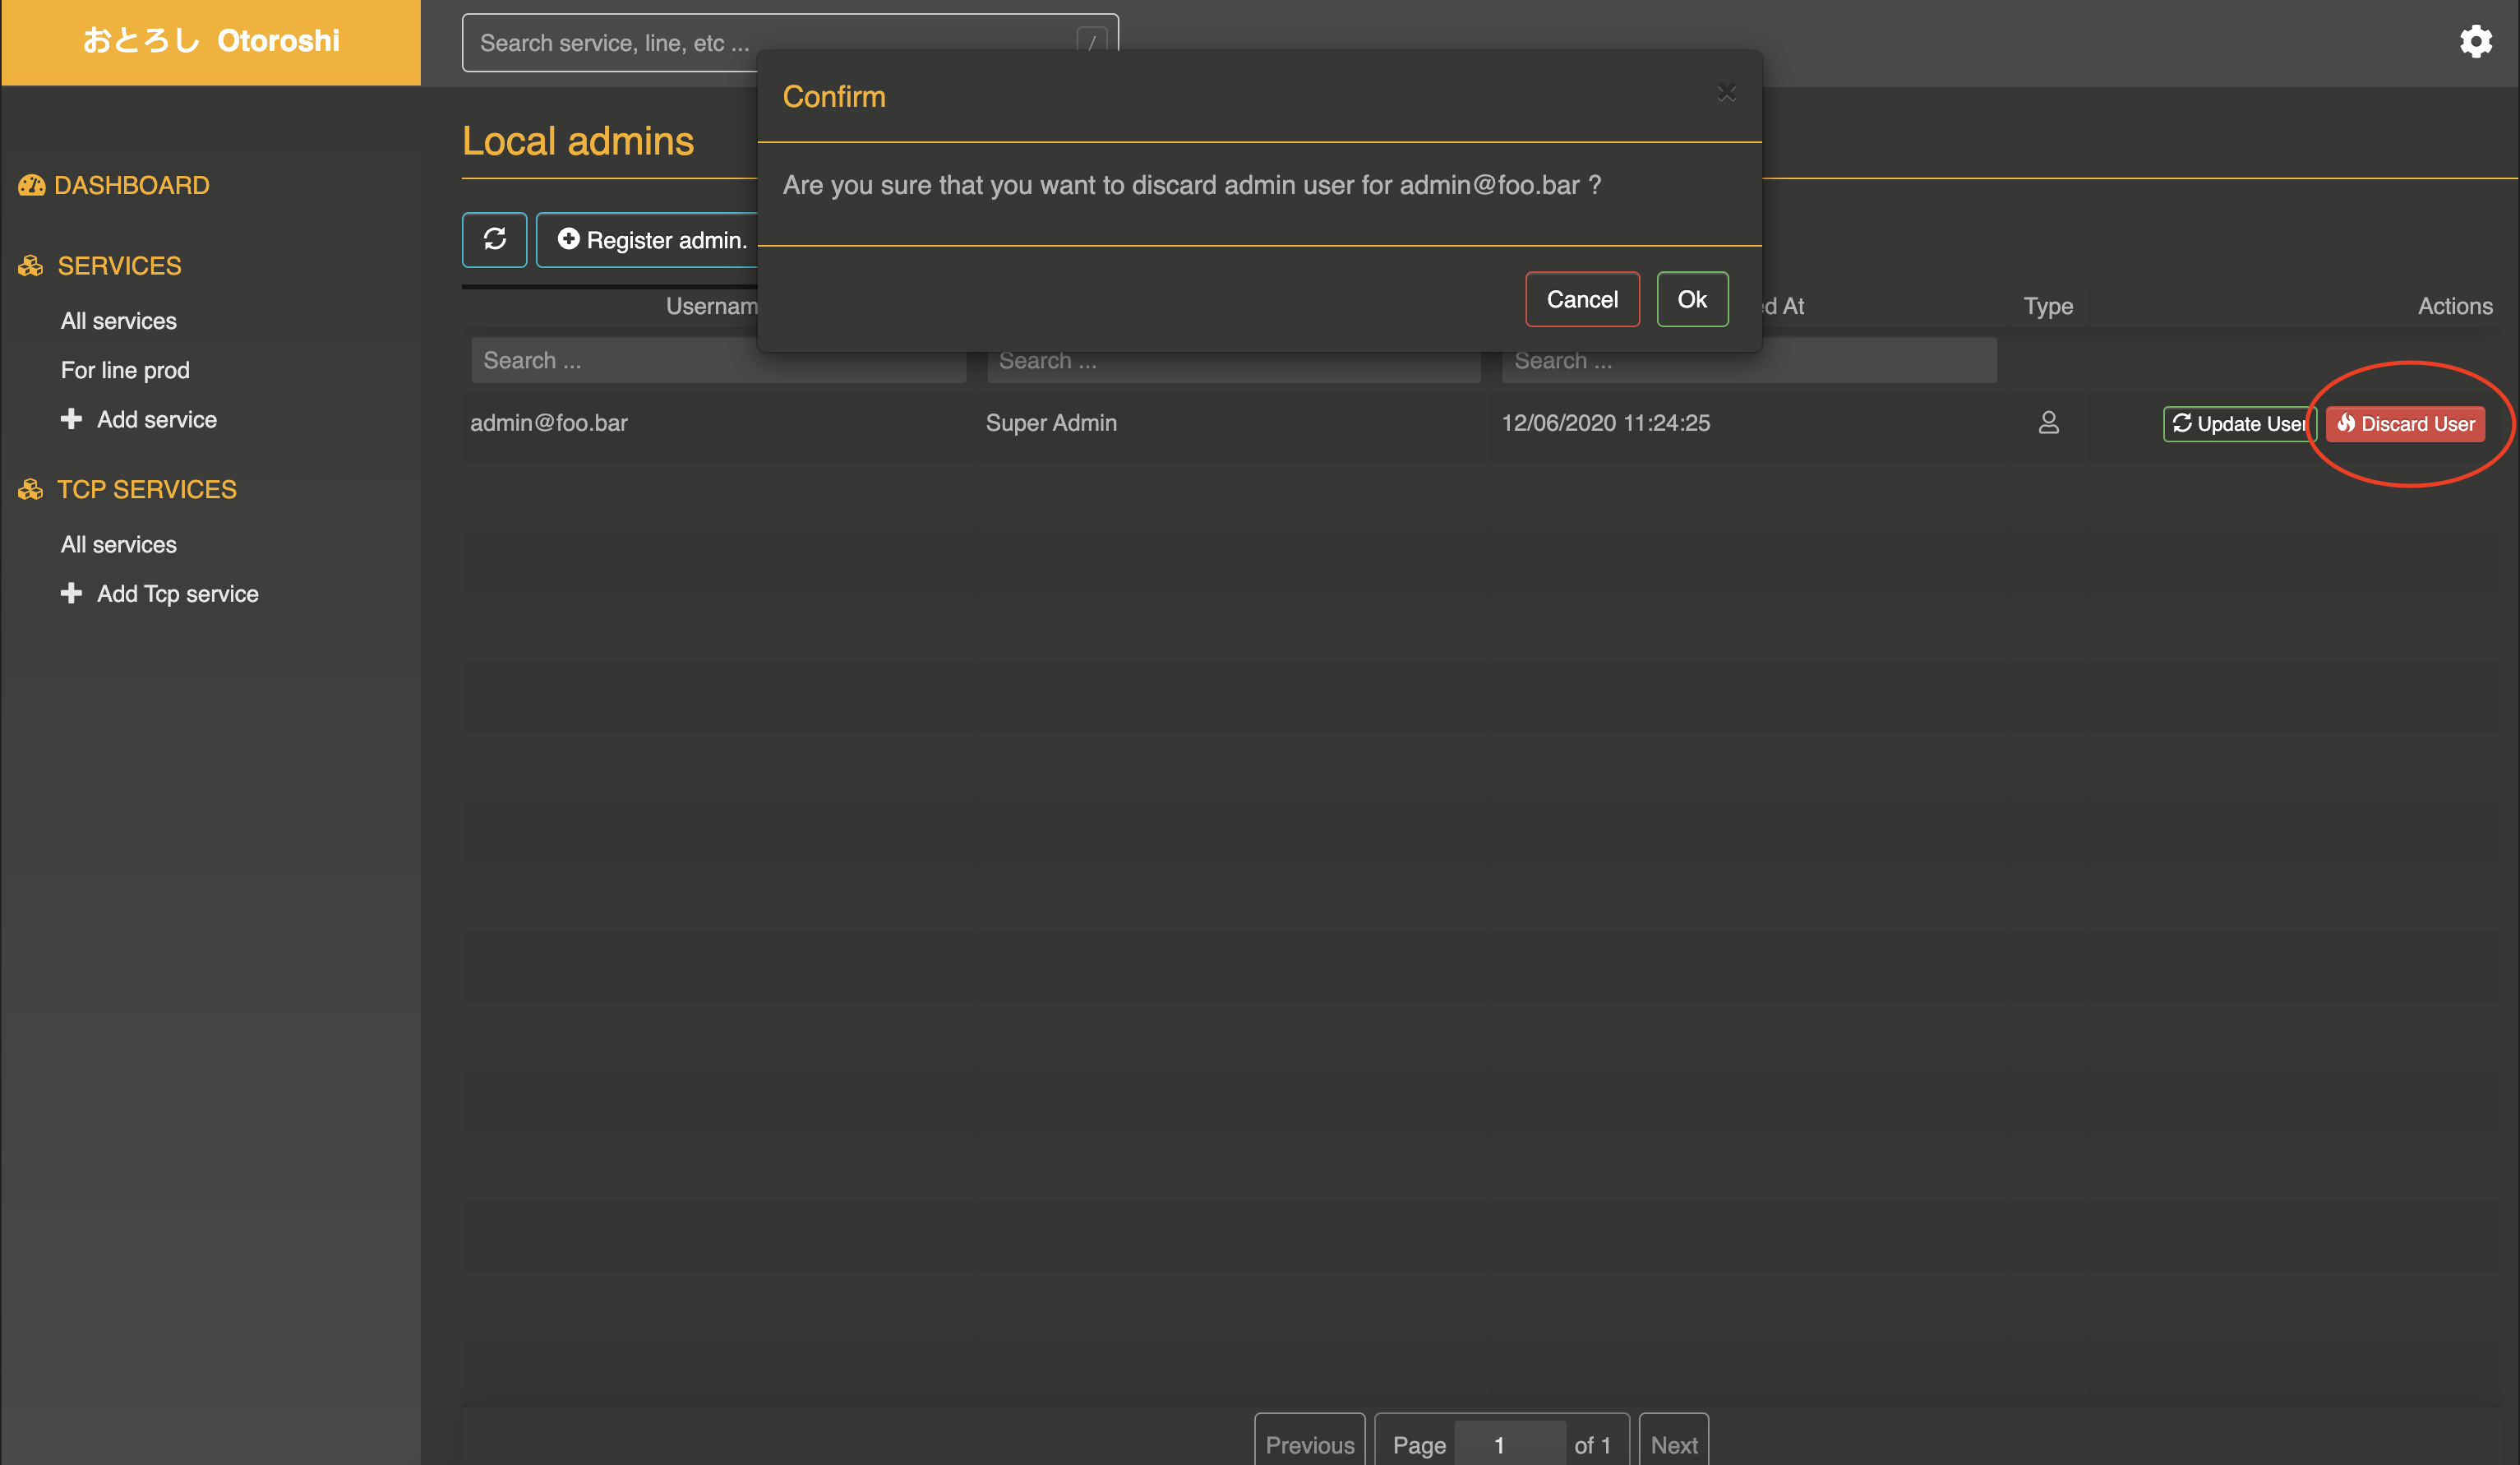 おとろし Otoroshi
Search service, line, etc ...
/
DASHBOARD
SERVICES
All services
For line prod
Add service
TCP SERVICES
All services
Add Tcp service
Local admins
Register admin.
Confirm
×
Are you sure that you want to discard admin user for admin@foo.bar ?
Cancel Ok
Type Actions
Search ... Search ... Search ...
admin@foo.bar Super Admin 12/06/2020 11:24:25 Update User Discard User
Previous Page 1 of 1 Next